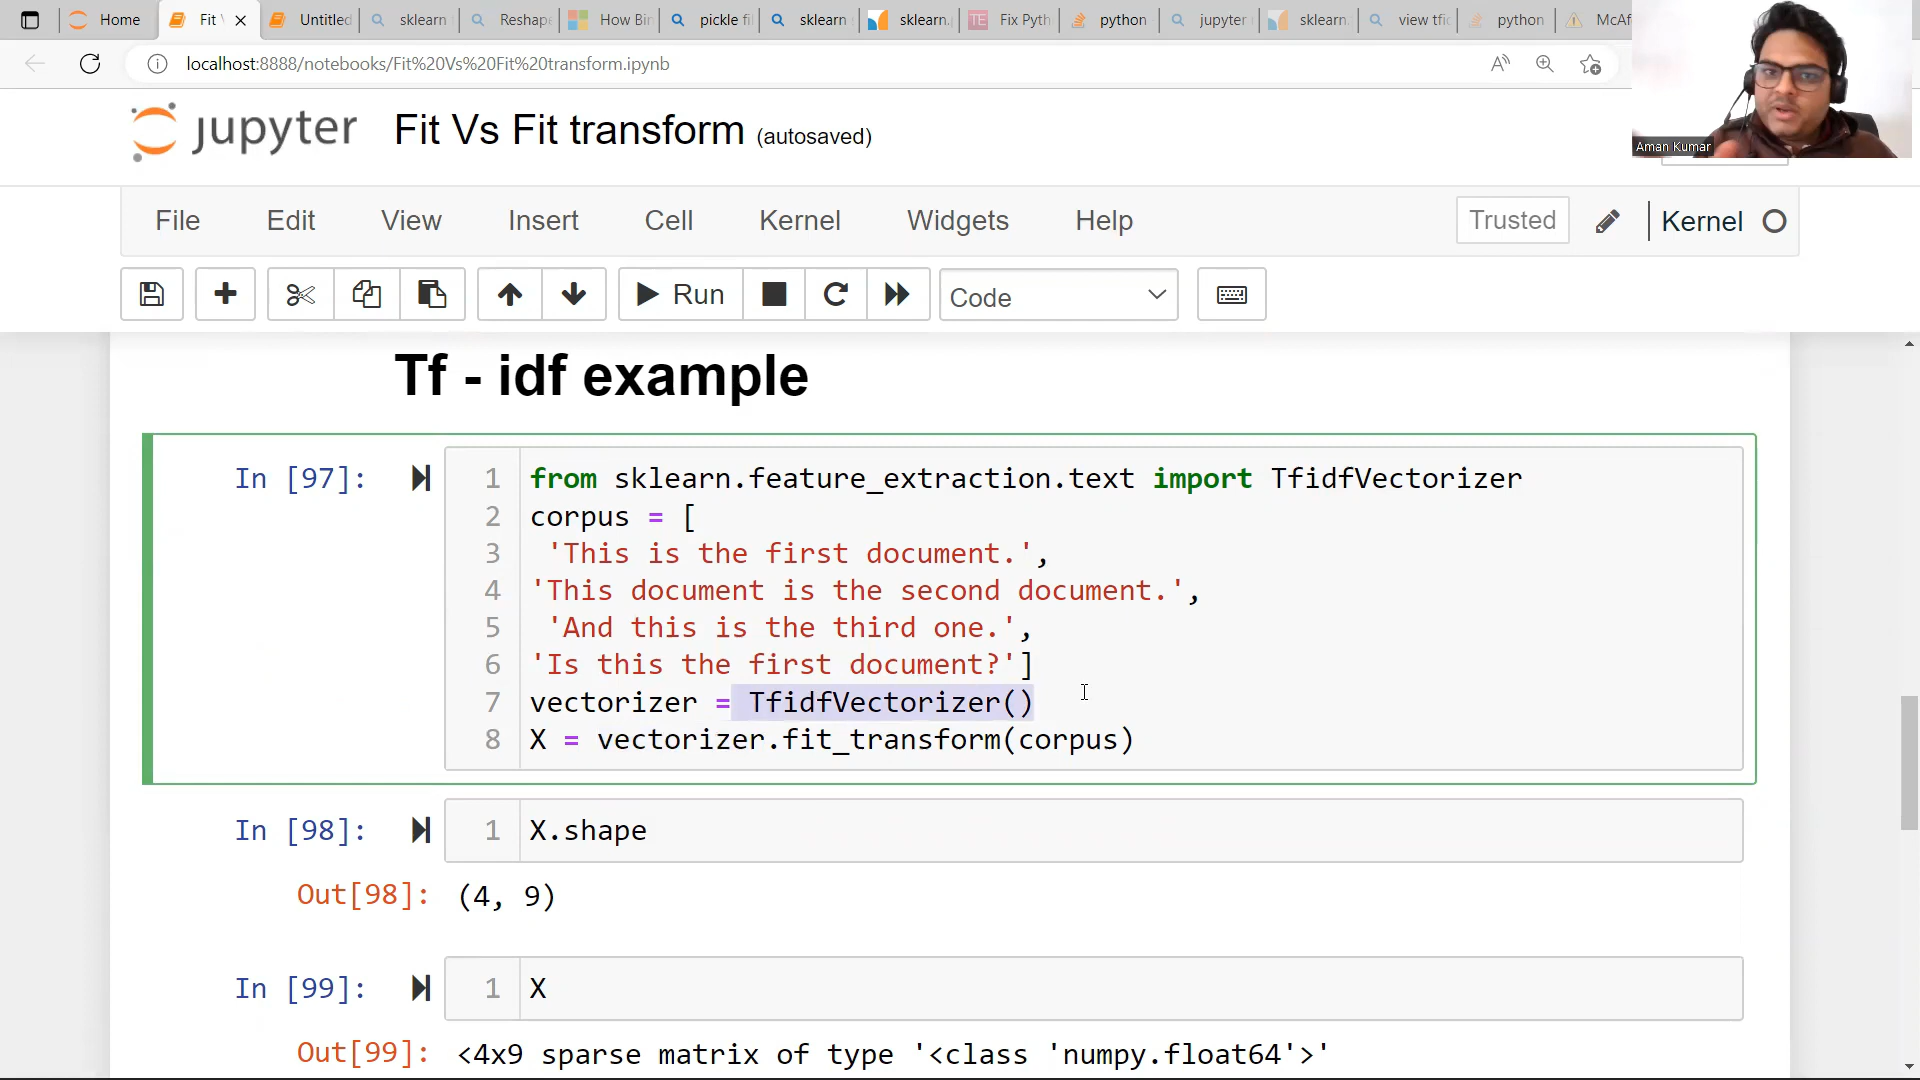 Home
Fit
Untitled
sklearn
Reshape
How Bin
pickle fi
sklearn
sklearn.
TE
Fix Pyth
python
jupyter
sklearn.
view tfid
python
McAf
localhost:8888/notebooks/Fit%20Vs%20Fit%20transform.ipynb
Aman Kumar
jupyter Fit Vs Fit transform (autosaved)
File Edit View Insert Cell Kernel Widgets Help Trusted Kernel
Run Code
Tf - idf example
In [97]:
1 from sklearn.feature_extraction.text import TfidfVectorizer
2 corpus = [
3 'This is the first document.',
4 'This document is the second document.',
5 'And this is the third one.',
6 'Is this the first document?']
7 vectorizer = TfidfVectorizer()
8 X = vectorizer.fit_transform(corpus)
In [98]: 1 X.shape
Out[98]: (4, 9)
In [99]: 1 X
Out[99]: <4x9 sparse matrix of type '<class 'numpy.float64'>'